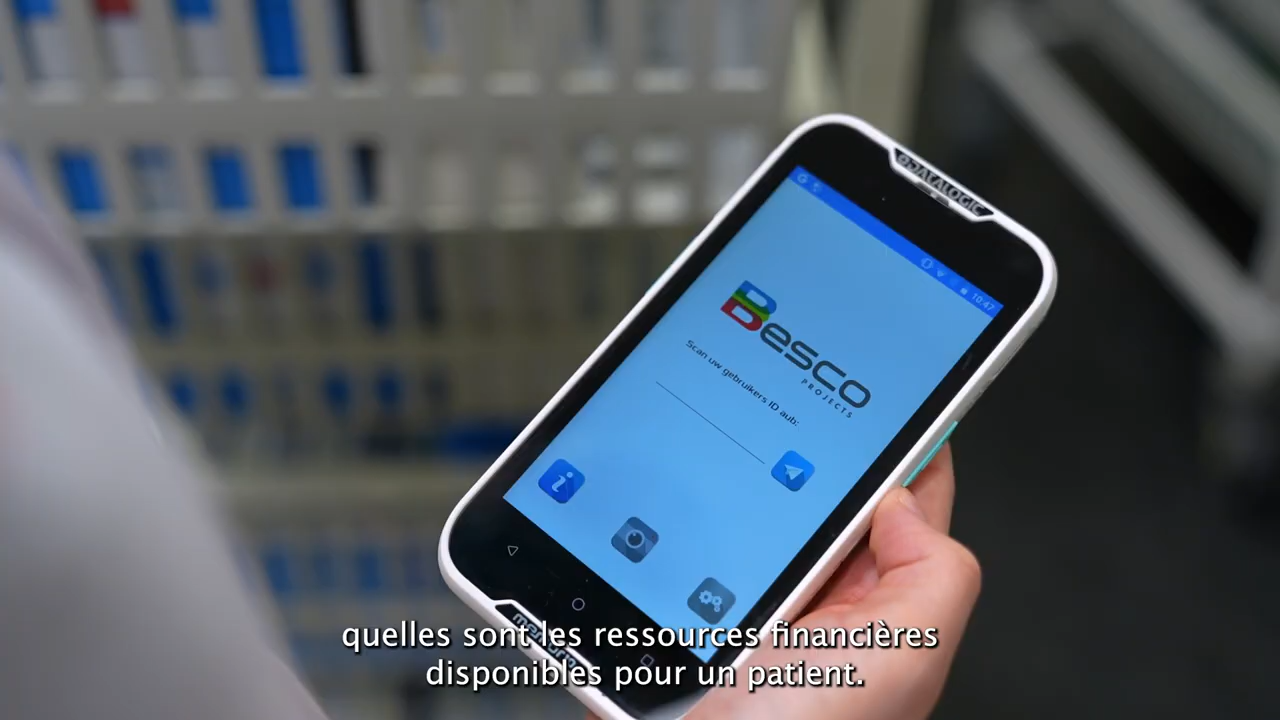 DATALOGIC
10:47
Besco
PROJECTS
Scan uw gebruikers ID aub:
quelles sont les ressources financières
disponibles pour un patient.